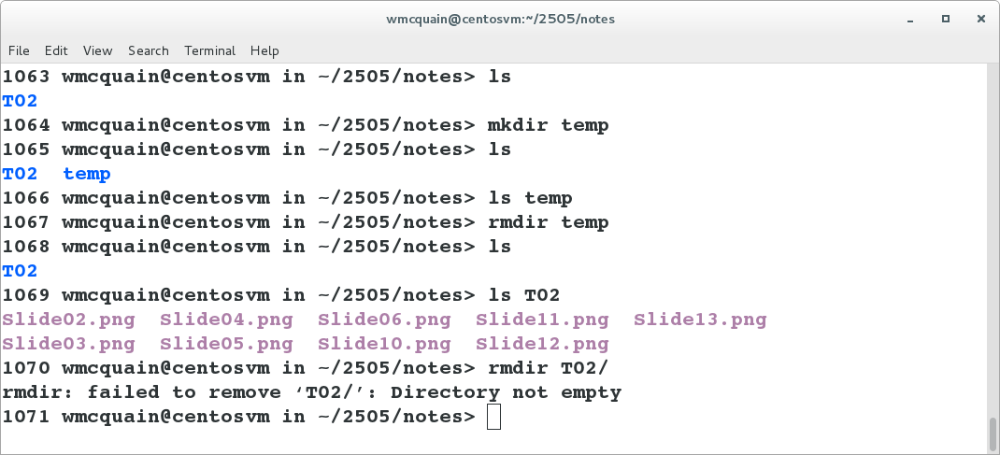 wmcquain@centosvm:~/2505/notes
File Edit View Search Terminal Help
1063 wmcquain@centosvm in ~/2505/notes> ls
T02
1064 wmcquain@centosvm in ~/2505/notes> mkdir temp
1065 wmcquain@centosvm in ~/2505/notes> ls
T02  temp
1066 wmcquain@centosvm in ~/2505/notes> ls temp
1067 wmcquain@centosvm in ~/2505/notes> rmdir temp
1068 wmcquain@centosvm in ~/2505/notes> ls
T02
1069 wmcquain@centosvm in ~/2505/notes> ls T02
Slide02.png  Slide04.png  Slide06.png  Slide11.png  Slide13.png
Slide03.png  Slide05.png  Slide10.png  Slide12.png
1070 wmcquain@centosvm in ~/2505/notes> rmdir T02/
rmdir: failed to remove ‘T02/’: Directory not empty
1071 wmcquain@centosvm in ~/2505/notes>